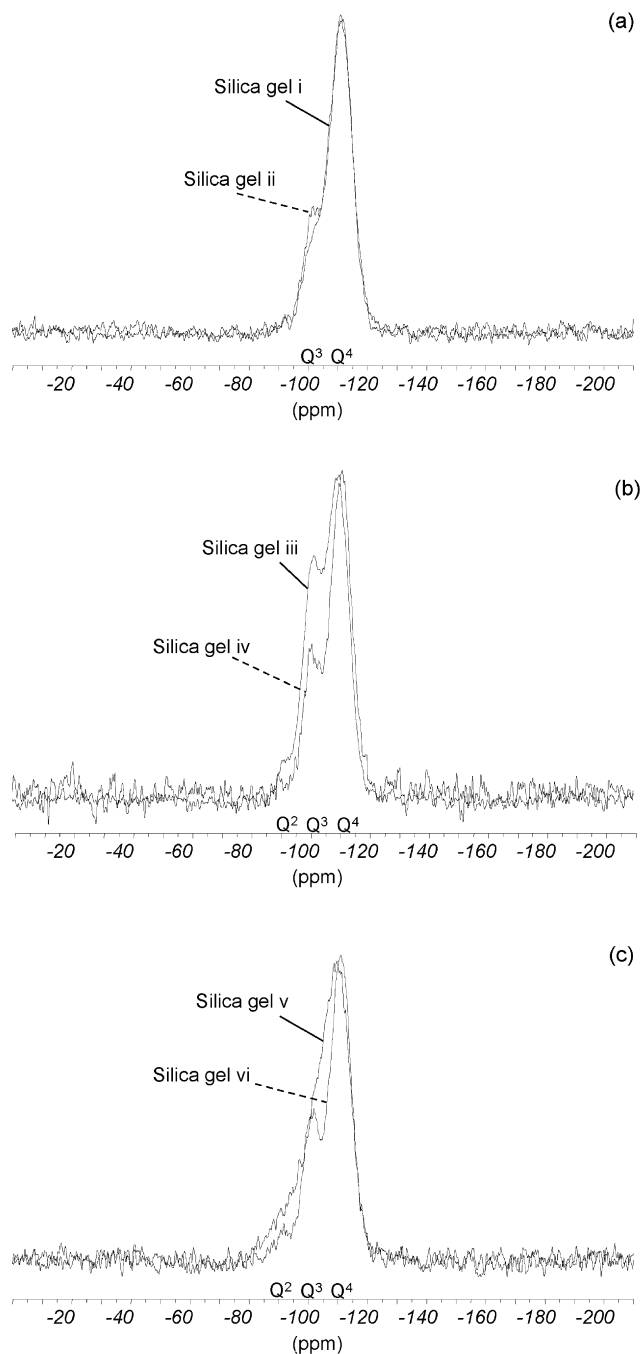 (a)
Silica gel i
Silica gel ii
Q³ Q⁴
-20 -40 -60 -80 -100 -120 -140 -160 -180 -200
(ppm)
(b)
Silica gel iii
Silica gel iv
Q² Q³ Q⁴
-20 -40 -60 -80 -100 -120 -140 -160 -180 -200
(ppm)
(c)
Silica gel v
Silica gel vi
Q² Q³ Q⁴
-20 -40 -60 -80 -100 -120 -140 -160 -180 -200
(ppm)